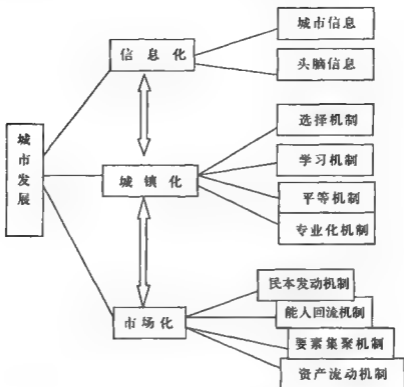 城市信息
信息化
头脑信息
选择机制
城市发展
学习机制
城镇化
平等机制
专业化机制
民本发动机制
能人回流机制
市场化
要素集聚机制
资产流动机制